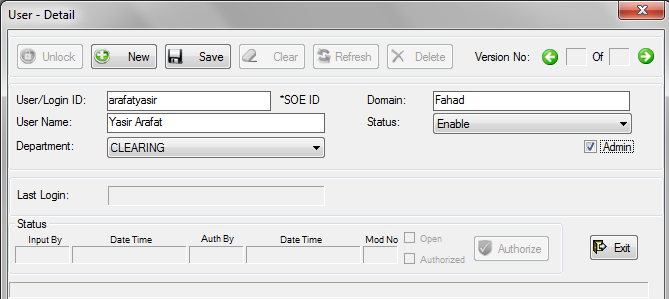 User - Detail
Unlock New Save Clear Refresh Delete Version No: Of
User/Login ID: arafatyasir *SOE ID Domain: Fahad
User Name: Yasir Arafat Status: Enable
Department: CLEARING Admin
Last Login:
Status
Input By Date Time Auth By Date Time Mod No Open
Authorized Authorize Exit